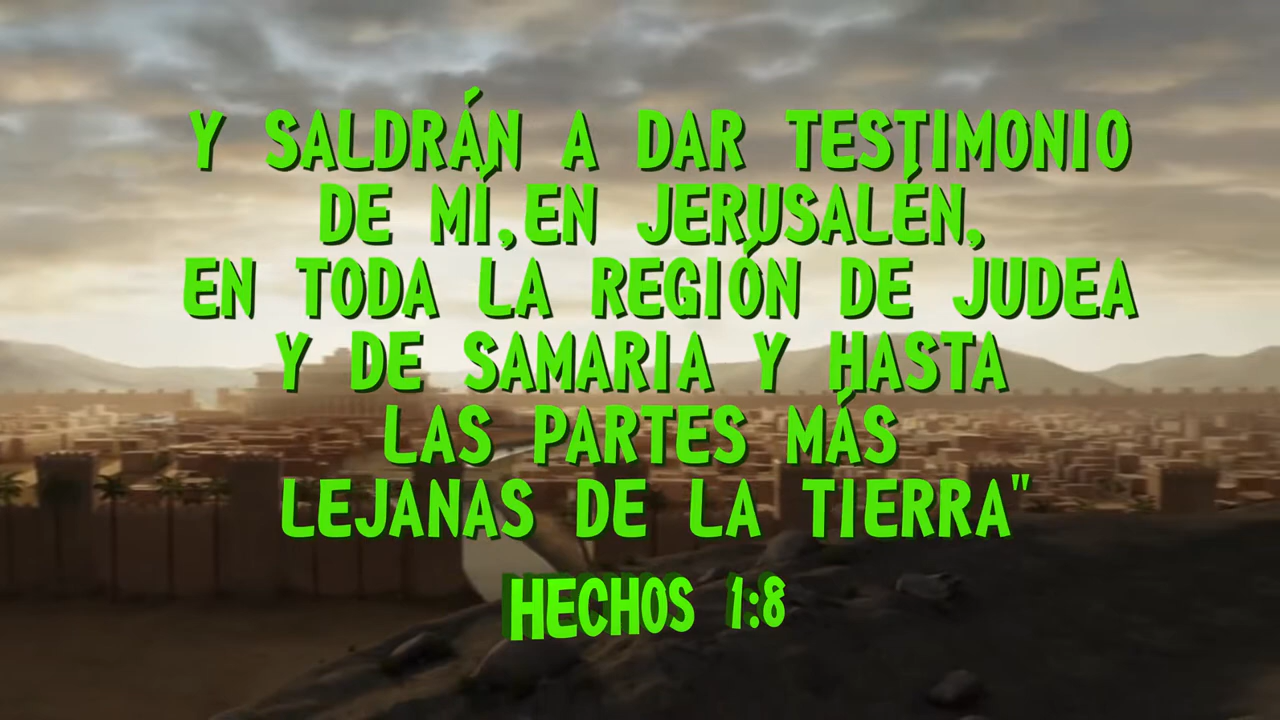 Y SALDRÁN A DAR TESTIMONIO
DE MÍ, EN JERUSALÉN,
EN TODA LA REGIÓN DE JUDEA
Y DE SAMARIA Y HASTA
LAS PARTES MÁS
LEJANAS DE LA TIERRA"
HECHOS 1:8